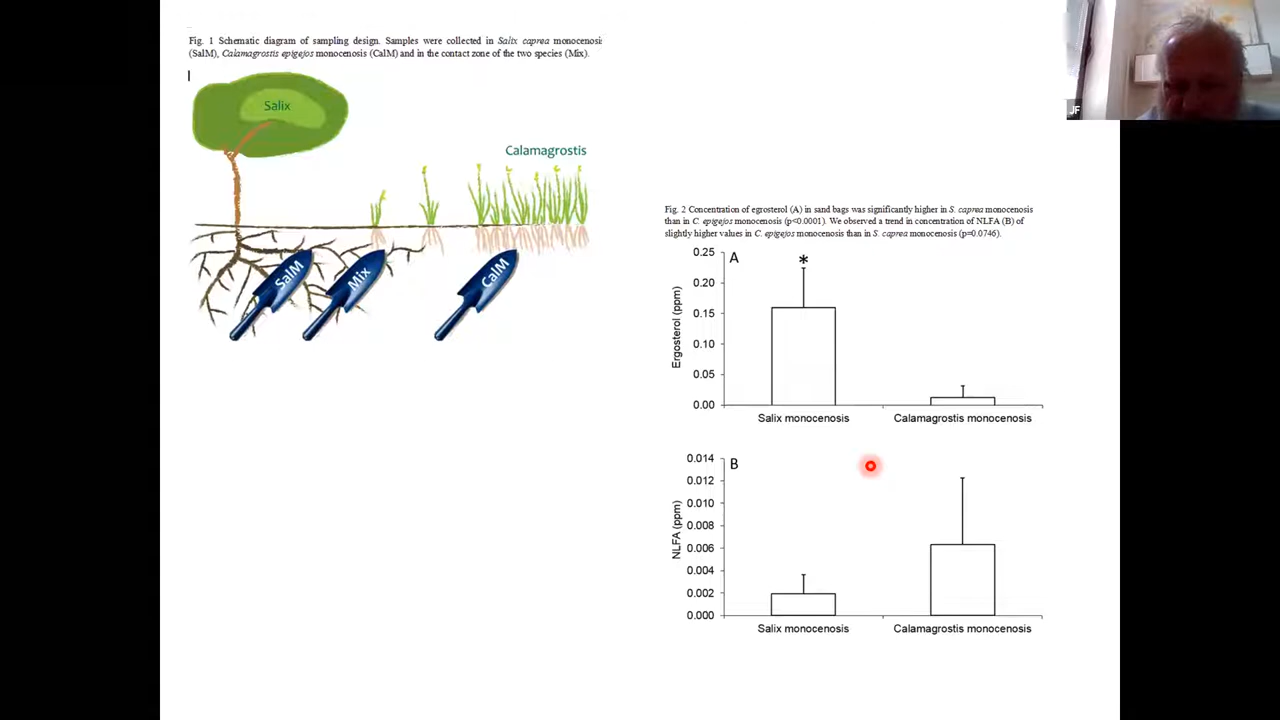 Fig. 1 Schematic diagram of sampling design. Samples were collected in Salix caprea monocenosis
(SalM), Calamagrostis epigejos monocenosis (CalM) and in the contact zone of the two species (Mix).
Salix
Calamagrostis
SalM
Mix
CalM
JF
Fig. 2 Concentration of egrosterol (A) in sand bags was significantly higher in S. caprea monocenosis
than in C. epigejos monocenosis (p<0.0001). We observed a trend in concentration of NLFA (B) of
slightly higher values in C. epigejos monocenosis than in S. caprea monocenosis (p=0.0746).
A
*
Ergosterol (ppm)
0.25
0.20
0.15
0.10
0.05
0.00
Salix monocenosis
Calamagrostis monocenosis
B
NLFA (ppm)
0.014
0.012
0.010
0.008
0.006
0.004
0.002
0.000
Salix monocenosis
Calamagrostis monocenosis